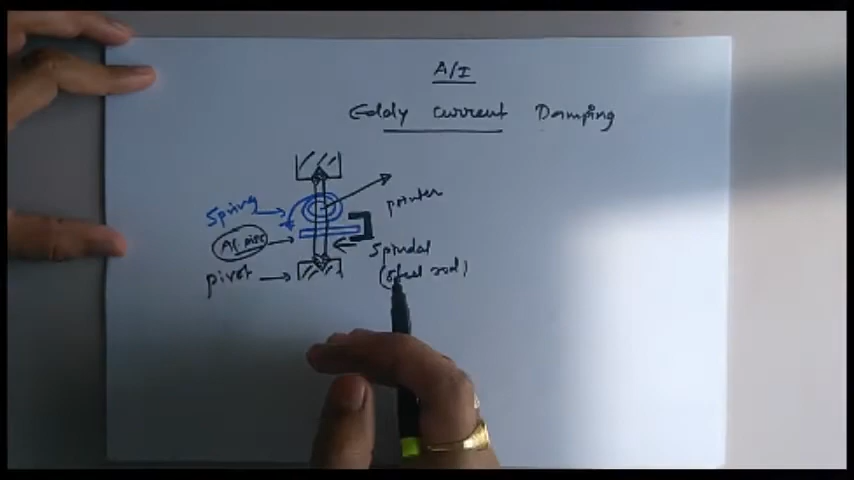 A/I
Eddy current Damping
Spring
pointer
Al disc
Spindal
pivot
(steel rod)